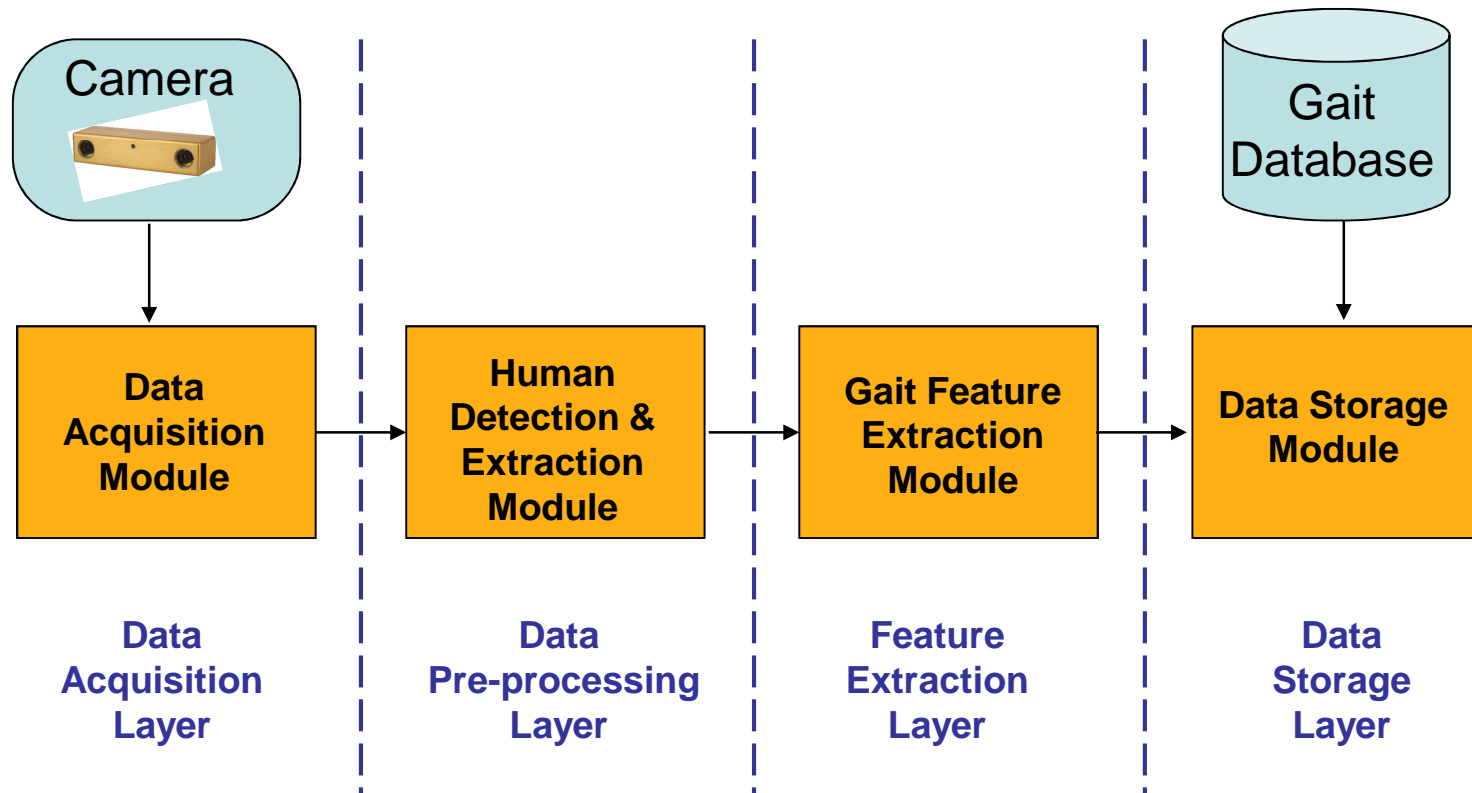 Camera
Gait
Database
Data
Acquisition
Module
Human
Detection &
Extraction
Module
Gait Feature
Extraction
Module
Data Storage
Module
Data
Acquisition
Layer
Data
Pre-processing
Layer
Feature
Extraction
Layer
Data
Storage
Layer